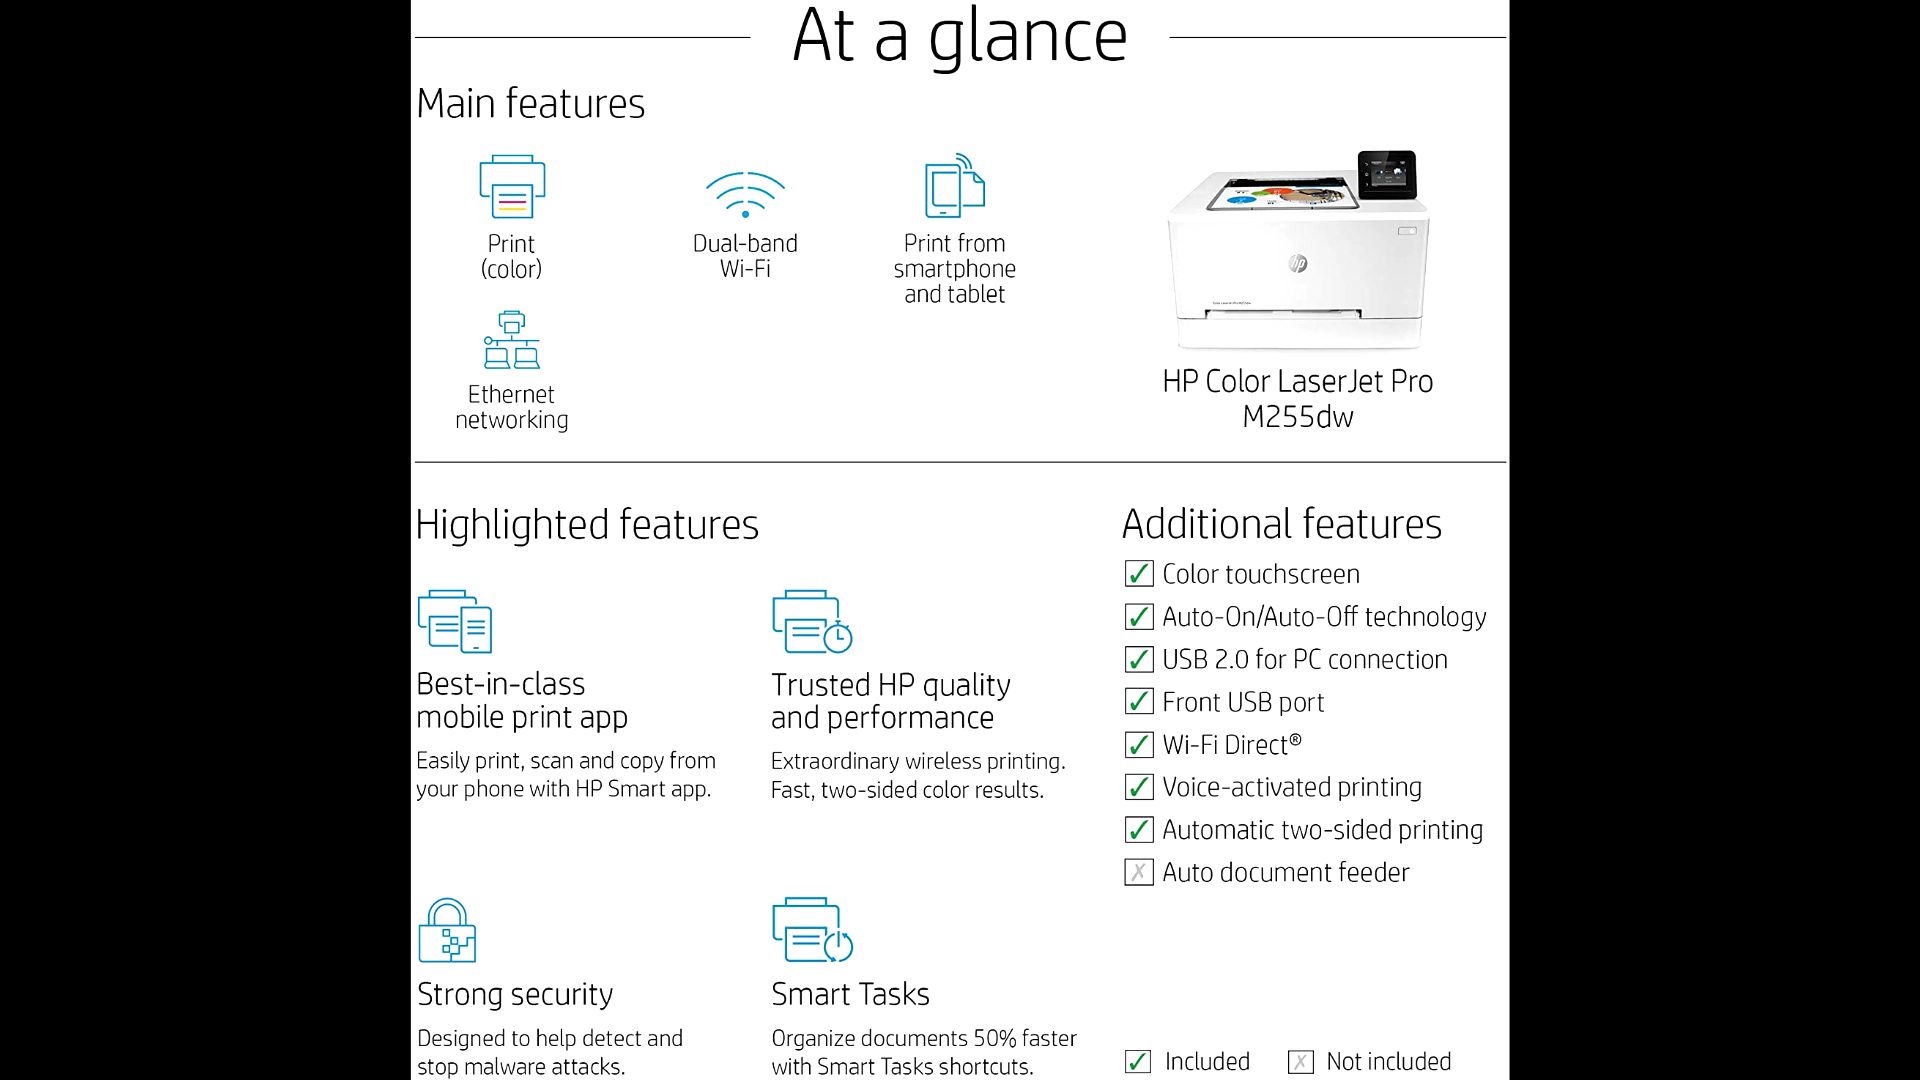 At a glance
Main features
Print
(color)
Dual-band
Wi-Fi
Print from
smartphone
and tablet
Ethernet
networking
hp
HP Color LaserJet Pro
M255dw
Highlighted features
Best-in-class
mobile print app
Easily print, scan and copy from
your phone with HP Smart app.
Trusted HP quality
and performance
Extraordinary wireless printing.
Fast, two-sided color results.
Strong security
Designed to help detect and
stop malware attacks.
Smart Tasks
Organize documents 50% faster
with Smart Tasks shortcuts.
Additional features
✓ Color touchscreen
✓ Auto-On/Auto-Off technology
✓ USB 2.0 for PC connection
✓ Front USB port
✓ Wi-Fi Direct®
✓ Voice-activated printing
✓ Automatic two-sided printing
✗ Auto document feeder
✓ Included ✗ Not included